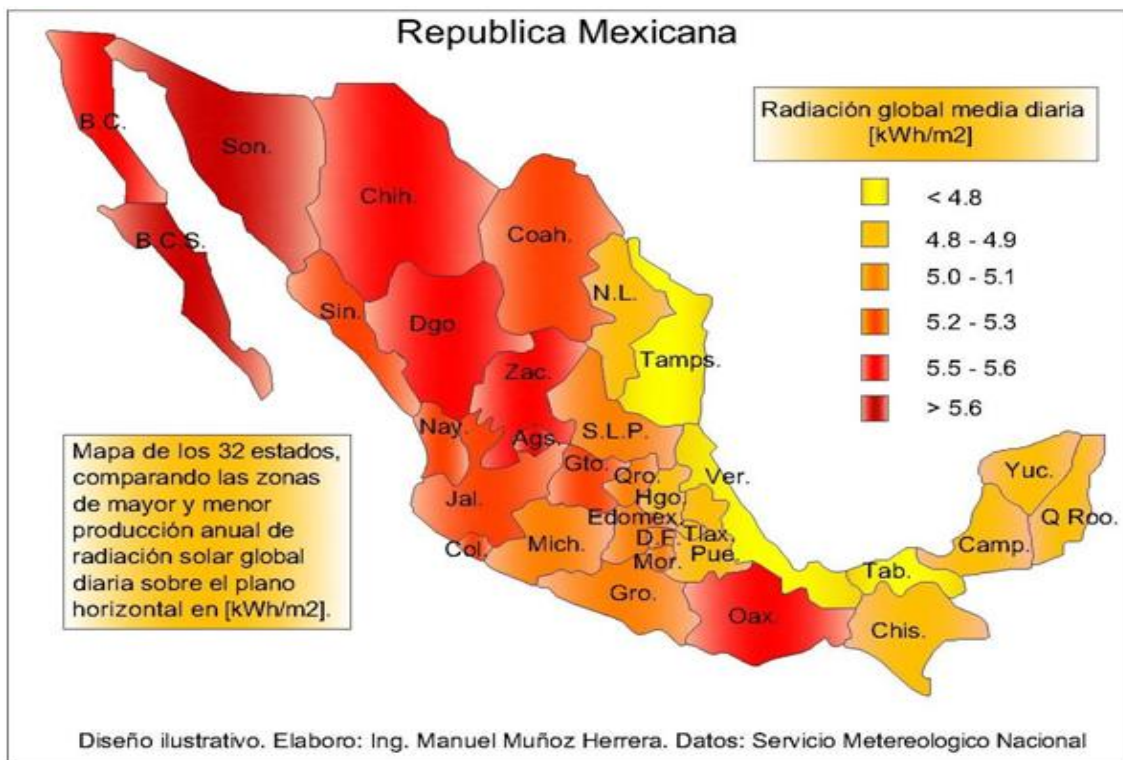 Republica Mexicana
Radiación global media diaria
[kWh/m2]
< 4.8
4.8 - 4.9
5.0 - 5.1
5.2 - 5.3
5.5 - 5.6
> 5.6
B.C.
Son.
Chih.
B.C.S.
Coah.
Sin.
Dgo.
N.L.
Tamps.
Zac.
Nay.
Ags.
S.L.P.
Gto.
Qro.
Ver.
Hgo.
Jal.
Edomex.
Tlax.
D.F.
Pue.
Col.
Mich.
Mor.
Gro.
Oax.
Tab.
Chis.
Camp.
Yuc.
Q Roo.
Mapa de los 32 estados,
comparando las zonas
de mayor y menor
producción anual de
radiación solar global
diaria sobre el plano
horizontal en [kWh/m2].
Diseño ilustrativo. Elaboro: Ing. Manuel Muñoz Herrera. Datos: Servicio Metereologico Nacional